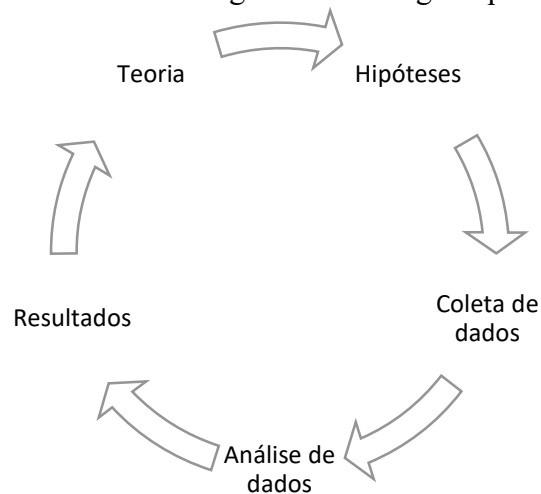 Teoria
Hipóteses
Coleta de
dados
Análise de
dados
Resultados